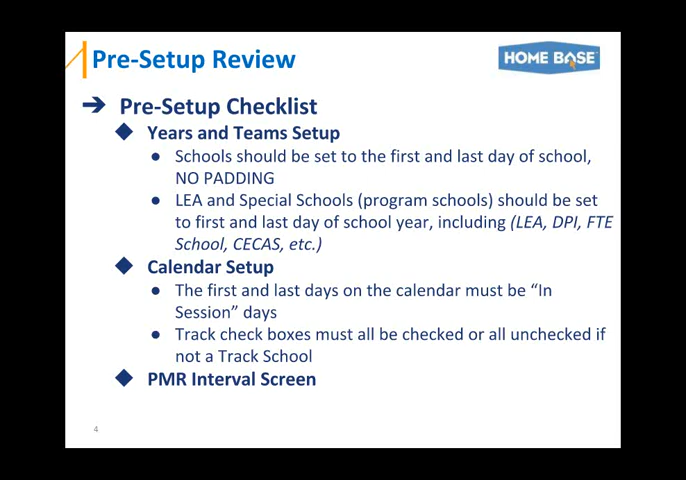 Pre-Setup Review
HOME BASE
Pre-Setup Checklist
Years and Teams Setup
Schools should be set to the first and last day of school,
NO PADDING
LEA and Special Schools (program schools) should be set
to first and last day of school year, including (LEA, DPI, FTE
School, CECAS, etc.)
Calendar Setup
The first and last days on the calendar must be “In
Session” days
Track check boxes must all be checked or all unchecked if
not a Track School
PMR Interval Screen
4